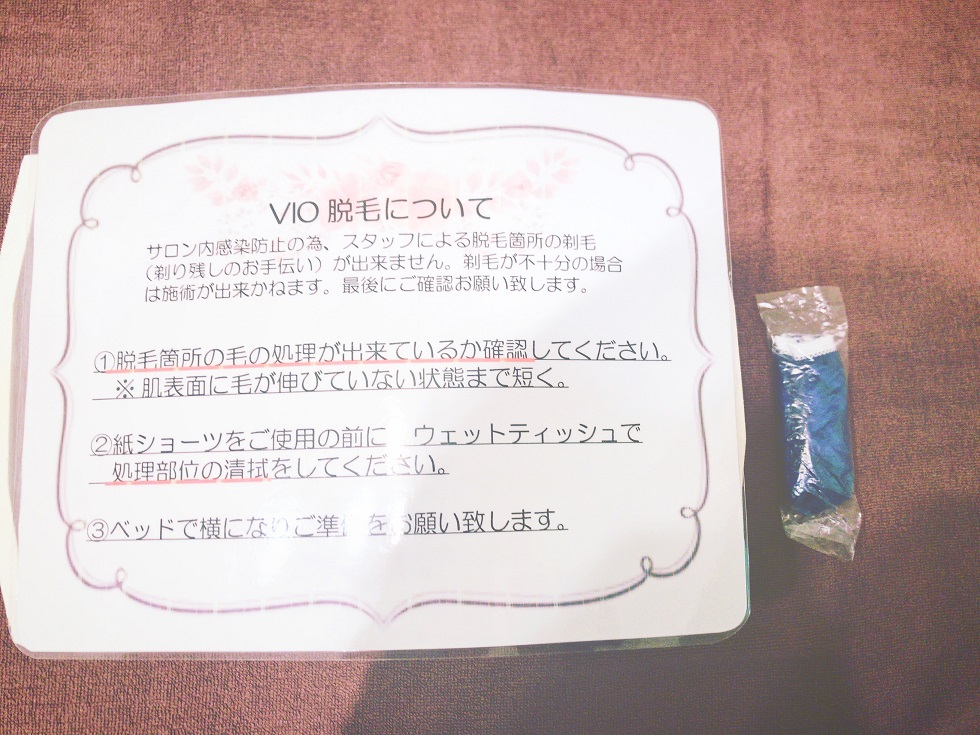 VIO 脱毛について
サロン内感染防止の為、スタッフによる脱毛箇所の剃毛
（剃り残しのお手伝い）が出来ません。剃毛が不十分の場合
は施術が出来かねます。最後にご確認お願い致します。
①脱毛箇所の毛の処理が出来ているか確認してください。
※ 肌表面に毛が伸びていない状態まで短く。
②紙ショーツをご使用の前に ウェットティッシュで
処理部位の清拭をしてください。
③ベッドで横になりご準備をお願い致します。